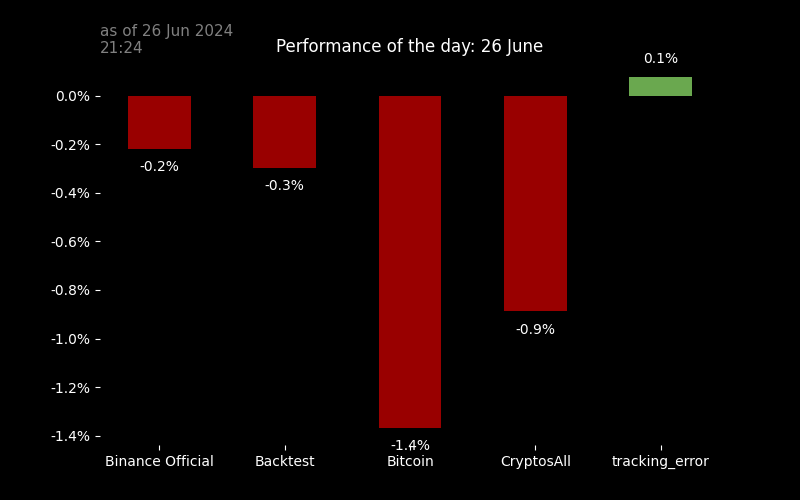 as of 26 Jun 2024
21:24
Performance of the day: 26 June
0.1%
0.0%
-0.2%
-0.4%
-0.6%
-0.8%
-1.0%
-1.2%
-1.4%
-0.2%
-0.3%
-1.4%
-0.9%
Binance Official
Backtest
Bitcoin
CryptosAll
tracking_error